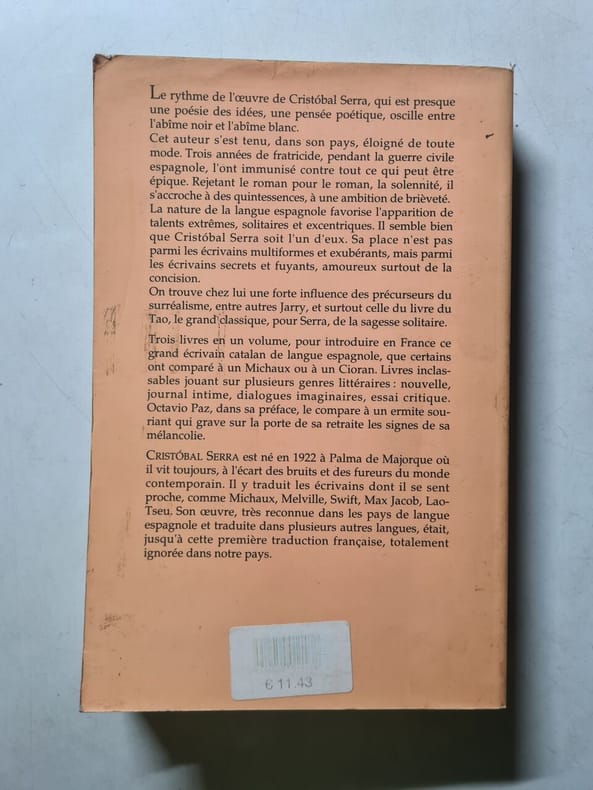 Le rythme de l'œuvre de Cristóbal Serra, qui est presque
une poésie des idées, une pensée poétique, oscille entre
l'abîme noir et l'abîme blanc.
Cet auteur s'est tenu, dans son pays, éloigné de toute
mode. Trois années de fratricide, pendant la guerre civile
espagnole, l'ont immunisé contre tout ce qui peut être
épique. Rejetant le roman pour le roman, la solennité, il
s'accroche à des quintessences, à une ambition de brièveté.
La nature de la langue espagnole favorise l'apparition de
talents extrêmes, solitaires et excentriques. Il semble bien
que Cristóbal Serra soit l'un d'eux. Sa place n'est pas
parmi les écrivains multiformes et exubérants, mais parmi
les écrivains secrets et fuyants, amoureux surtout de la
concision.
On trouve chez lui une forte influence des précurseurs du
surréalisme, entre autres Jarry, et surtout celle du livre du
Tao, le grand classique, pour Serra, de la sagesse solitaire.
Trois livres en un volume, pour introduire en France ce
grand écrivain catalan de langue espagnole, que certains
ont comparé à un Michaux ou à un Cioran. Livres inclas-
sables jouant sur plusieurs genres littéraires : nouvelle,
journal intime, dialogues imaginaires, essai critique.
Octavio Paz, dans sa préface, le compare à un ermite sou-
riant qui grave sur la porte de sa retraite les signes de sa
mélancolie.
CRISTÓBAL SERRA est né en 1922 à Palma de Majorque où
il vit toujours, à l'écart des bruits et des fureurs du monde
contemporain. Il y traduit les écrivains dont il se sent
proche, comme Michaux, Melville, Swift, Max Jacob, Lao-
Tseu. Son œuvre, très reconnue dans les pays de langue
espagnole et traduite dans plusieurs autres langues, était,
jusqu'à cette première traduction française, totalement
ignorée dans notre pays.
€ 11.43